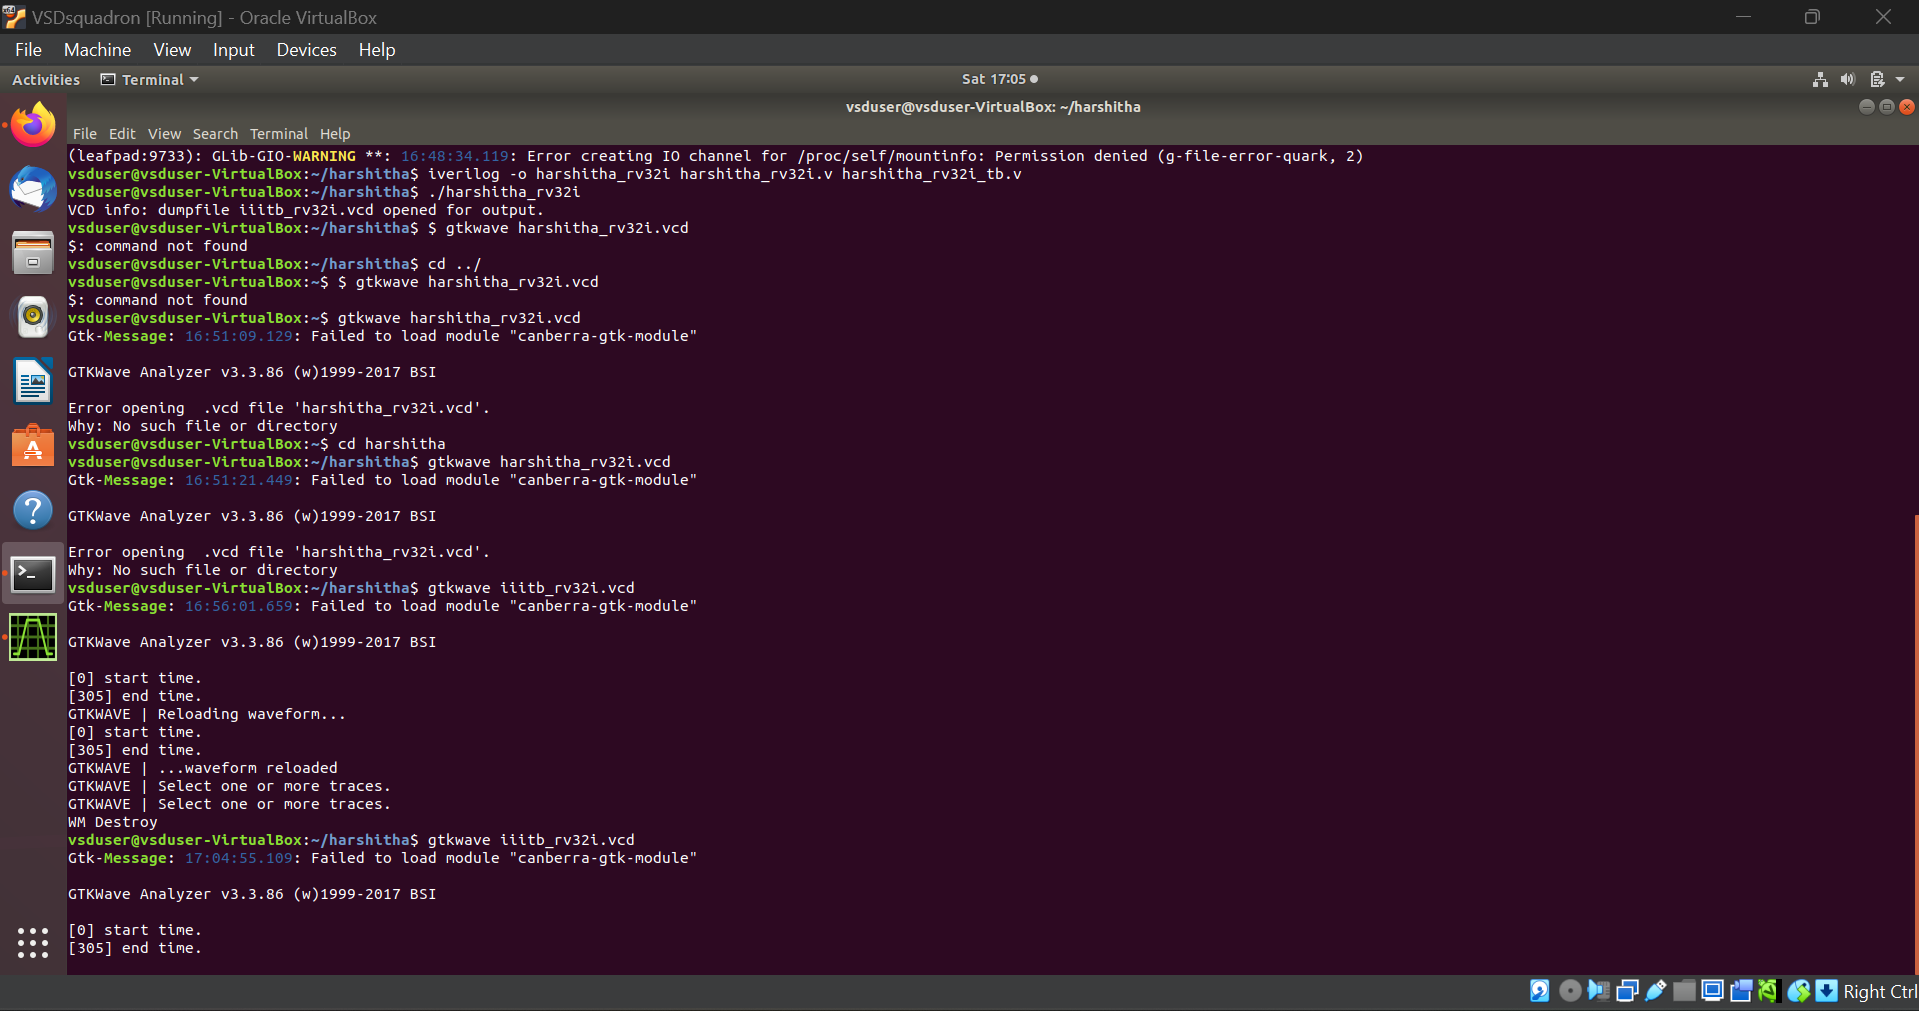 VSDsquadron [Running] - Oracle VirtualBox
File Machine View Input Devices Help
Activities Terminal Sat 17:05
vsduser@vsduser-VirtualBox: ~/harshitha
File Edit View Search Terminal Help
(leafpad:9733): GLib-GIO-WARNING **: 16:48:34.119: Error creating IO channel for /proc/self/mountinfo: Permission denied (g-file-error-quark, 2)
vsduser@vsduser-VirtualBox:~/harshitha$ iverilog -o harshitha_rv32i harshitha_rv32i.v harshitha_rv32i_tb.v
vsduser@vsduser-VirtualBox:~/harshitha$ ./harshitha_rv32i
VCD info: dumpfile iiitb_rv32i.vcd opened for output.
vsduser@vsduser-VirtualBox:~/harshitha$ $ gtkwave harshitha_rv32i.vcd
$: command not found
vsduser@vsduser-VirtualBox:~/harshitha$ cd ../
vsduser@vsduser-VirtualBox:~$ $ gtkwave harshitha_rv32i.vcd
$: command not found
vsduser@vsduser-VirtualBox:~$ gtkwave harshitha_rv32i.vcd
Gtk-Message: 16:51:09.129: Failed to load module "canberra-gtk-module"
GTKWave Analyzer v3.3.86 (w)1999-2017 BSI
Error opening  .vcd file 'harshitha_rv32i.vcd'.
Why: No such file or directory
vsduser@vsduser-VirtualBox:~$ cd harshitha
vsduser@vsduser-VirtualBox:~/harshitha$ gtkwave harshitha_rv32i.vcd
Gtk-Message: 16:51:21.449: Failed to load module "canberra-gtk-module"
GTKWave Analyzer v3.3.86 (w)1999-2017 BSI
Error opening  .vcd file 'harshitha_rv32i.vcd'.
Why: No such file or directory
vsduser@vsduser-VirtualBox:~/harshitha$ gtkwave iiitb_rv32i.vcd
Gtk-Message: 16:56:01.659: Failed to load module "canberra-gtk-module"
GTKWave Analyzer v3.3.86 (w)1999-2017 BSI
[0] start time.
[305] end time.
GTKWAVE | Reloading waveform...
[0] start time.
[305] end time.
GTKWAVE | ...waveform reloaded
GTKWAVE | Select one or more traces.
GTKWAVE | Select one or more traces.
WM Destroy
vsduser@vsduser-VirtualBox:~/harshitha$ gtkwave iiitb_rv32i.vcd
Gtk-Message: 17:04:55.109: Failed to load module "canberra-gtk-module"
GTKWave Analyzer v3.3.86 (w)1999-2017 BSI
[0] start time.
[305] end time.
Right Ctrl